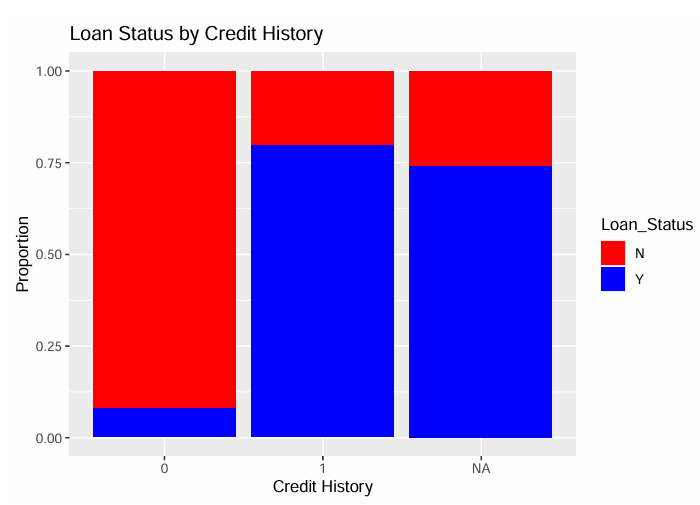 Loan Status by Credit History
1.00
0.75
0.50
0.25
0.00
Proportion
0
1
NA
Credit History
Loan_Status
N
Y